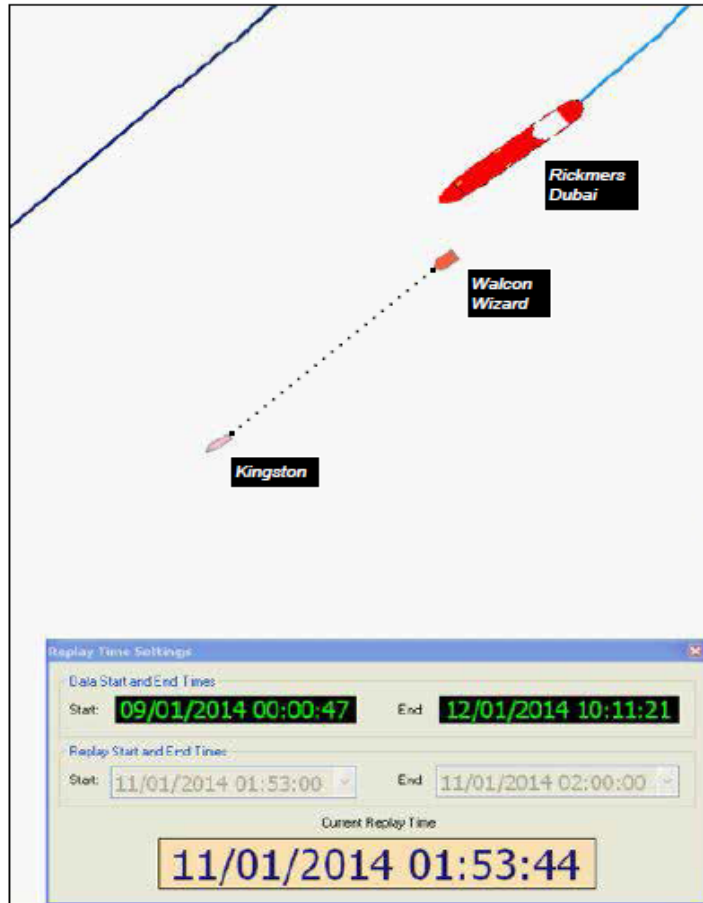 Rickmers
Dubai
Walcon
Wizard
Kingston
Replay Time Settings
Data Start and End Times
Start: 09/01/2014 00:00:47 End 12/01/2014 10:11:21
Replay Start and End Times
Start: 11/01/2014 01:53:00 End 11/01/2014 02:00:00
Current Replay Time
11/01/2014 01:53:44